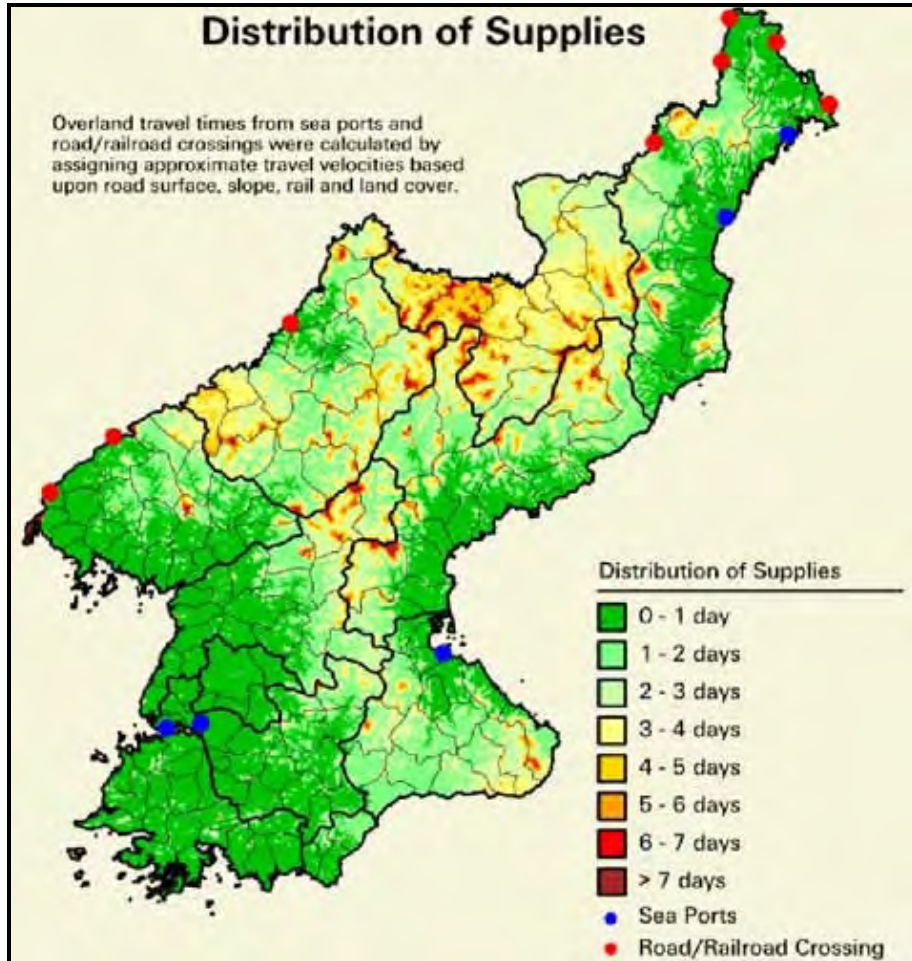 Distribution of Supplies
Overland travel times from sea ports and
road/railroad crossings were calculated by
assigning approximate travel velocities based
upon road surface, slope, rail and land cover.
Distribution of Supplies
0 - 1 day
1 - 2 days
2 - 3 days
3 - 4 days
4 - 5 days
5 - 6 days
6 - 7 days
> 7 days
Sea Ports
Road/Railroad Crossing